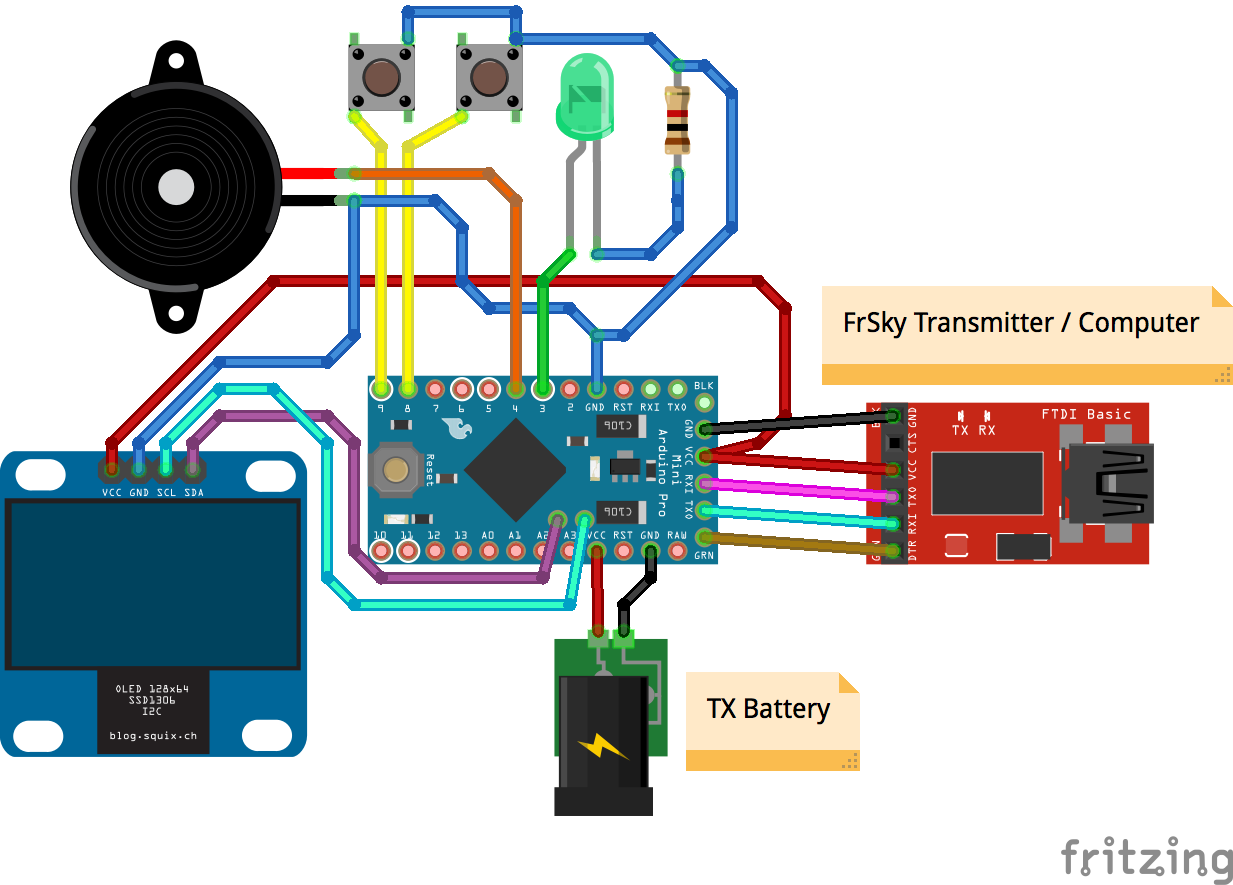 FrSky Transmitter / Computer
9 8 7 6 5 4 3 2 GND RST RXI TXO
BLK
GND VCC RXI TXO
GRN
Reset
Arduino Pro
Mini
10 11 12 13 A0 A1 A2 A3 VCC RST GND RAW
CTOP
CTOP
FTDI Basic
TX RX
GND CTS VCC TXO RXI DTR
VCC GND SCL SDA
OLED 128x64
SSD1306
I2C
blog.squix.ch
TX Battery
fritzing